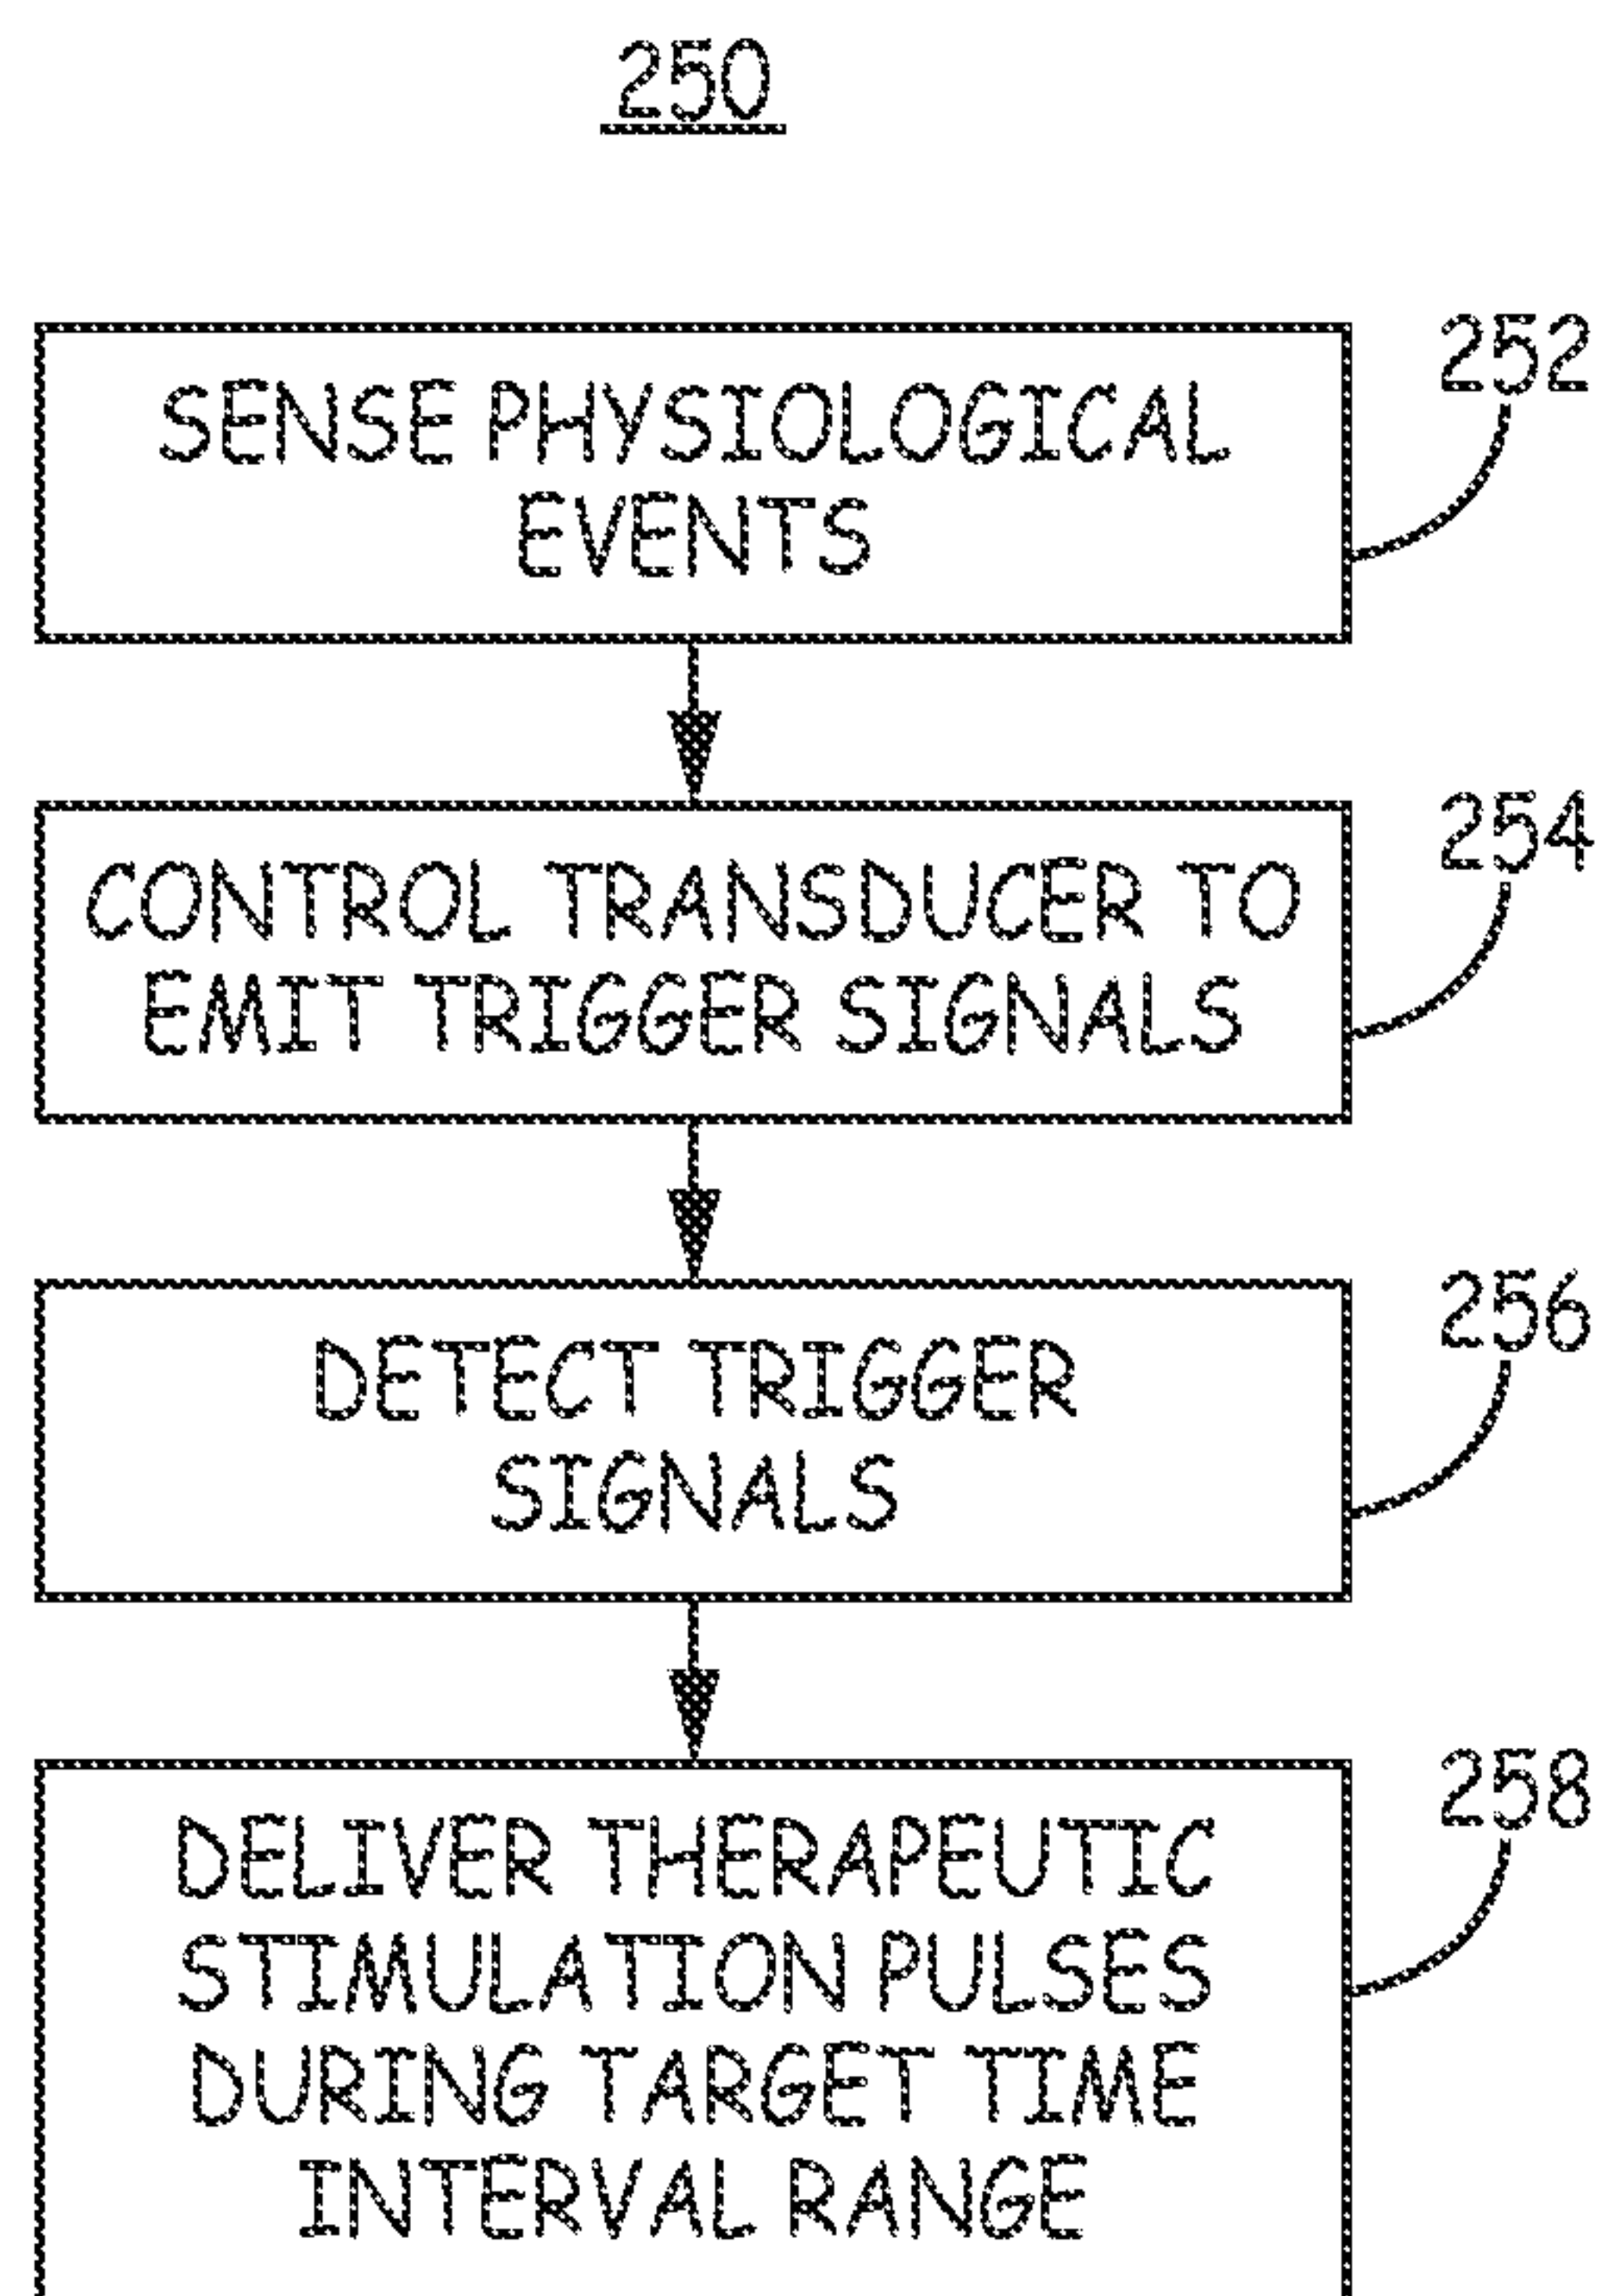 250
252
SENSE PHYSIOLOGICAL
EVENTS
254
CONTROL TRANSDUCER TO
EMIT TRIGGER SIGNALS
256
DETECT TRIGGER
SIGNALS
258
DELIVER THERAPEUTIC
STIMULATION PULSES
DURING TARGET TIME
INTERVAL RANGE